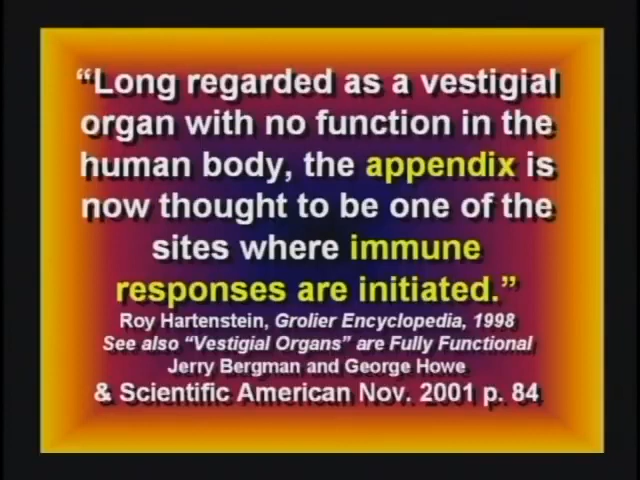 “Long regarded as a vestigial
organ with no function in the
human body, the appendix is
now thought to be one of the
sites where immune
responses are initiated.”
Roy Hartenstein, Grolier Encyclopedia, 1998
See also “Vestigial Organs” are Fully Functional
Jerry Bergman and George Howe
& Scientific American Nov. 2001 p. 84